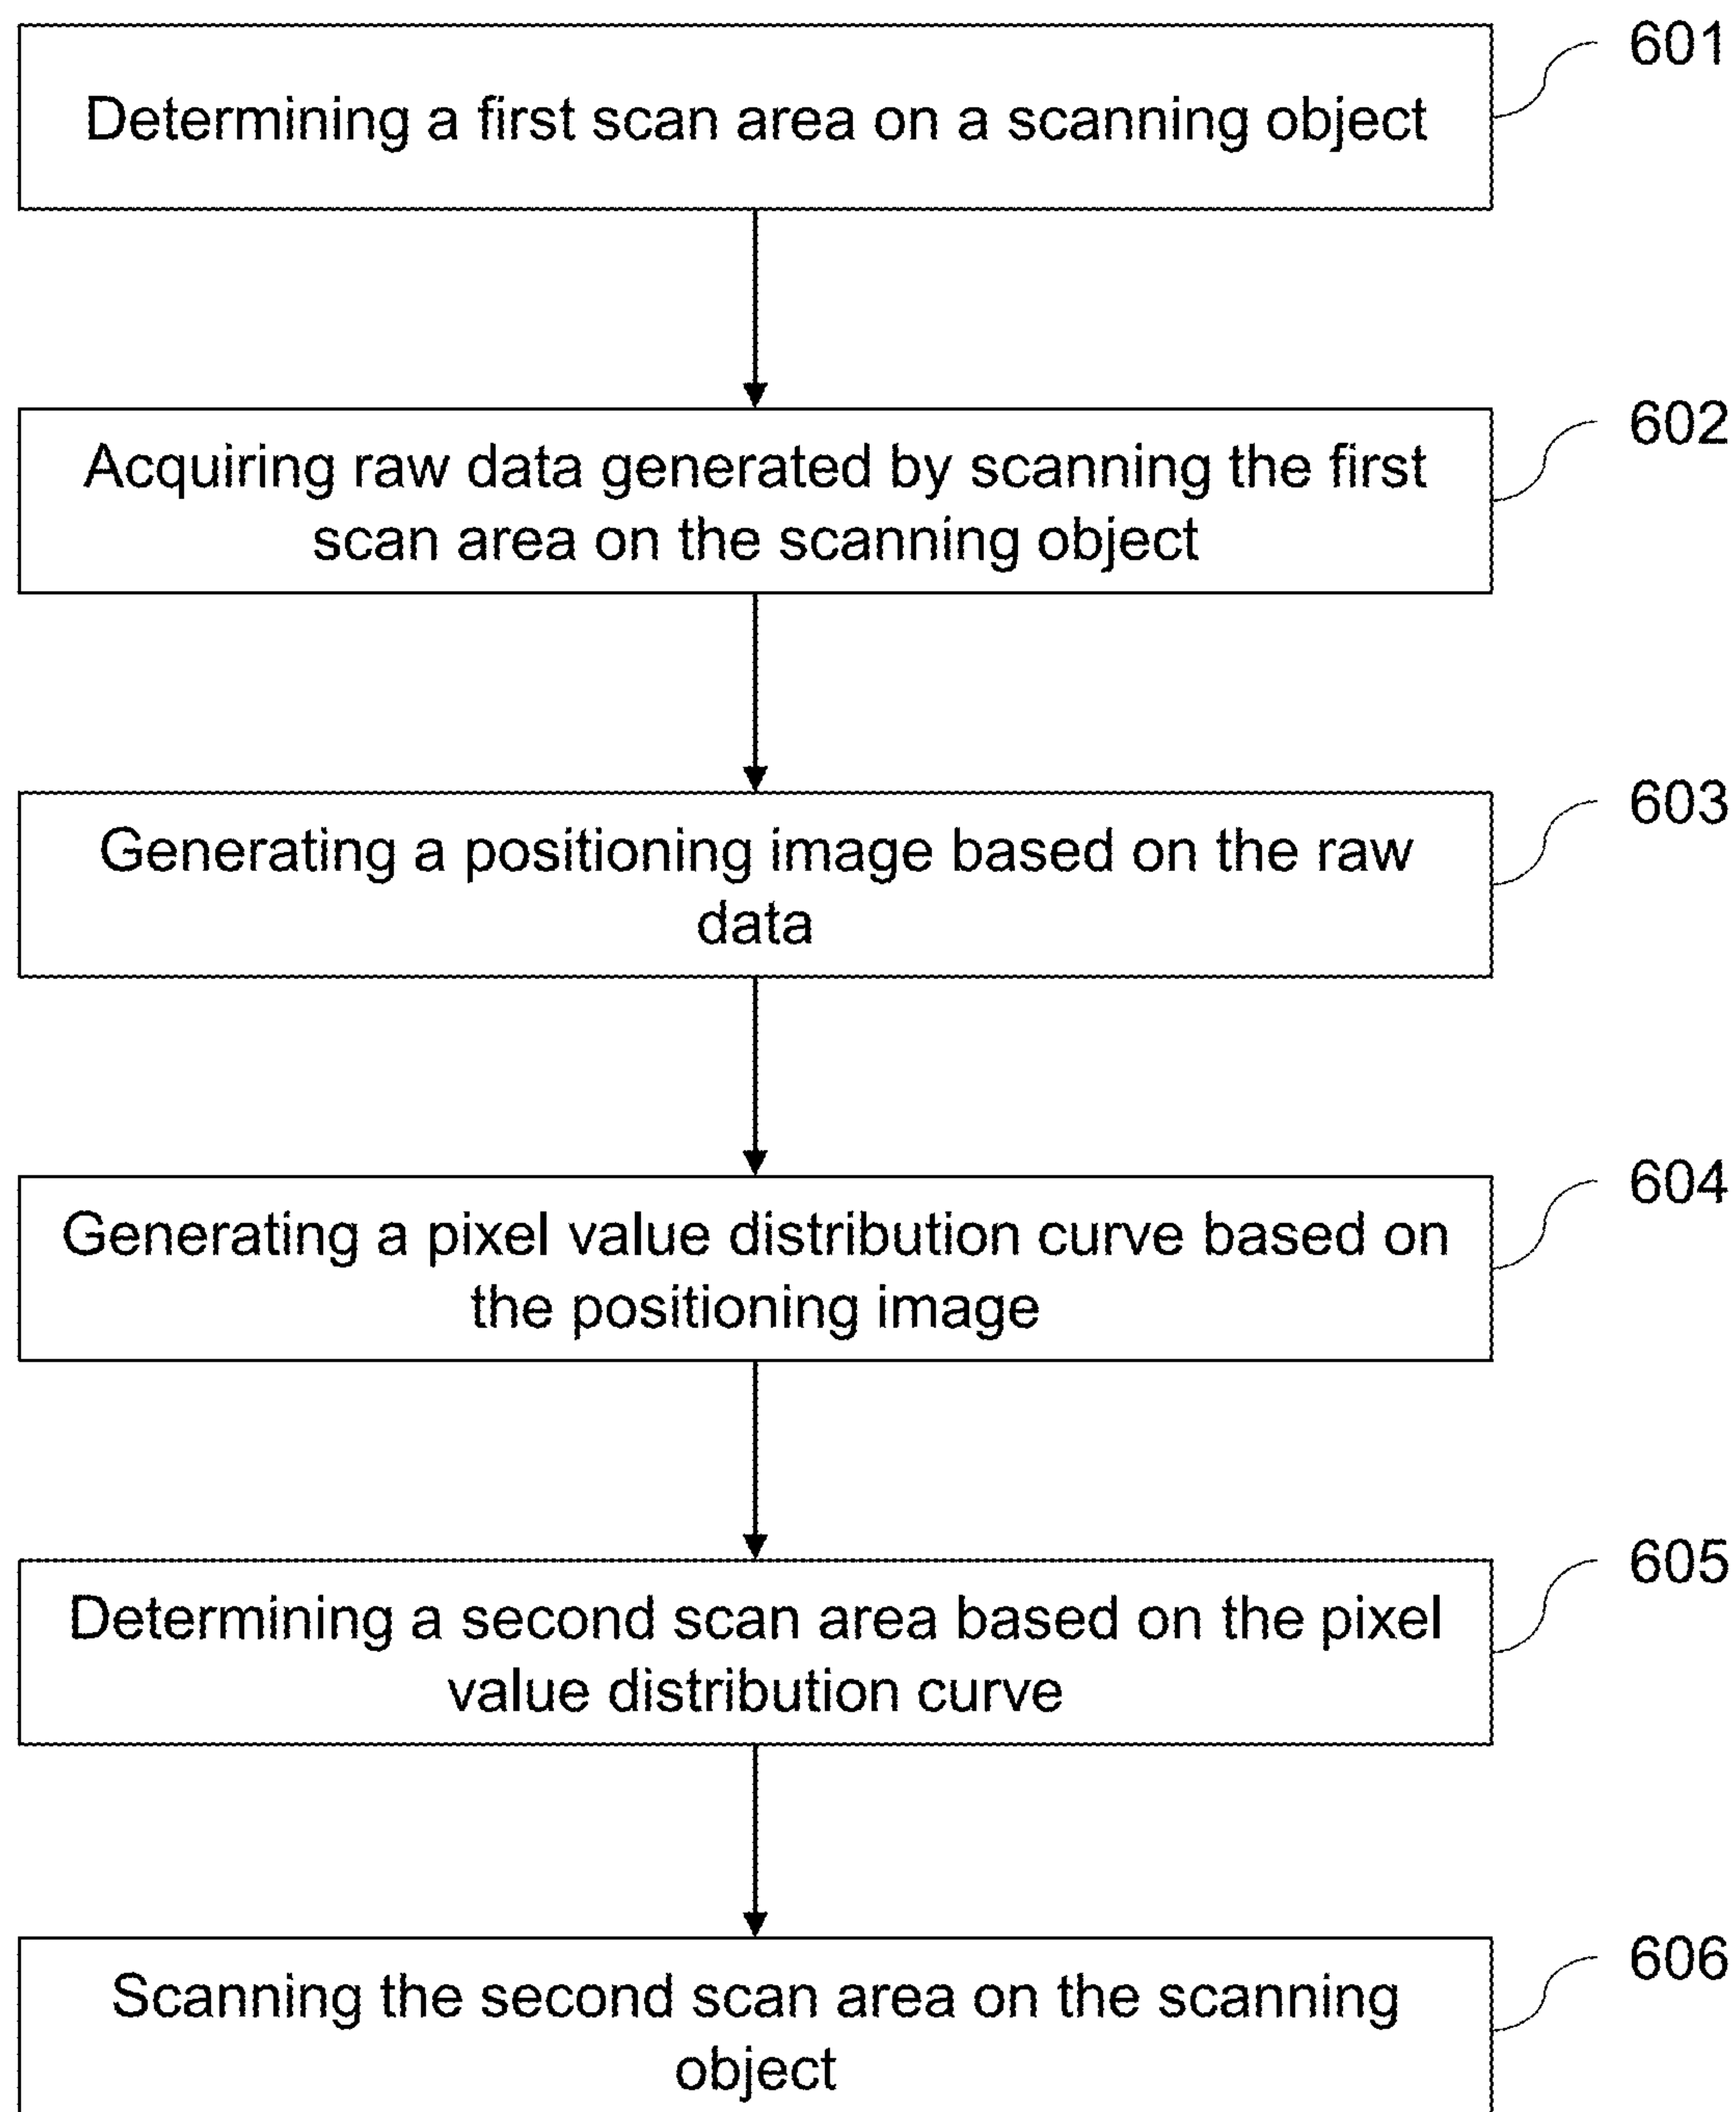 601
Determining a first scan area on a scanning object
602
Acquiring raw data generated by scanning the first
scan area on the scanning object
603
Generating a positioning image based on the raw
data
604
Generating a pixel value distribution curve based on
the positioning image
605
Determining a second scan area based on the pixel
value distribution curve
606
Scanning the second scan area on the scanning
object